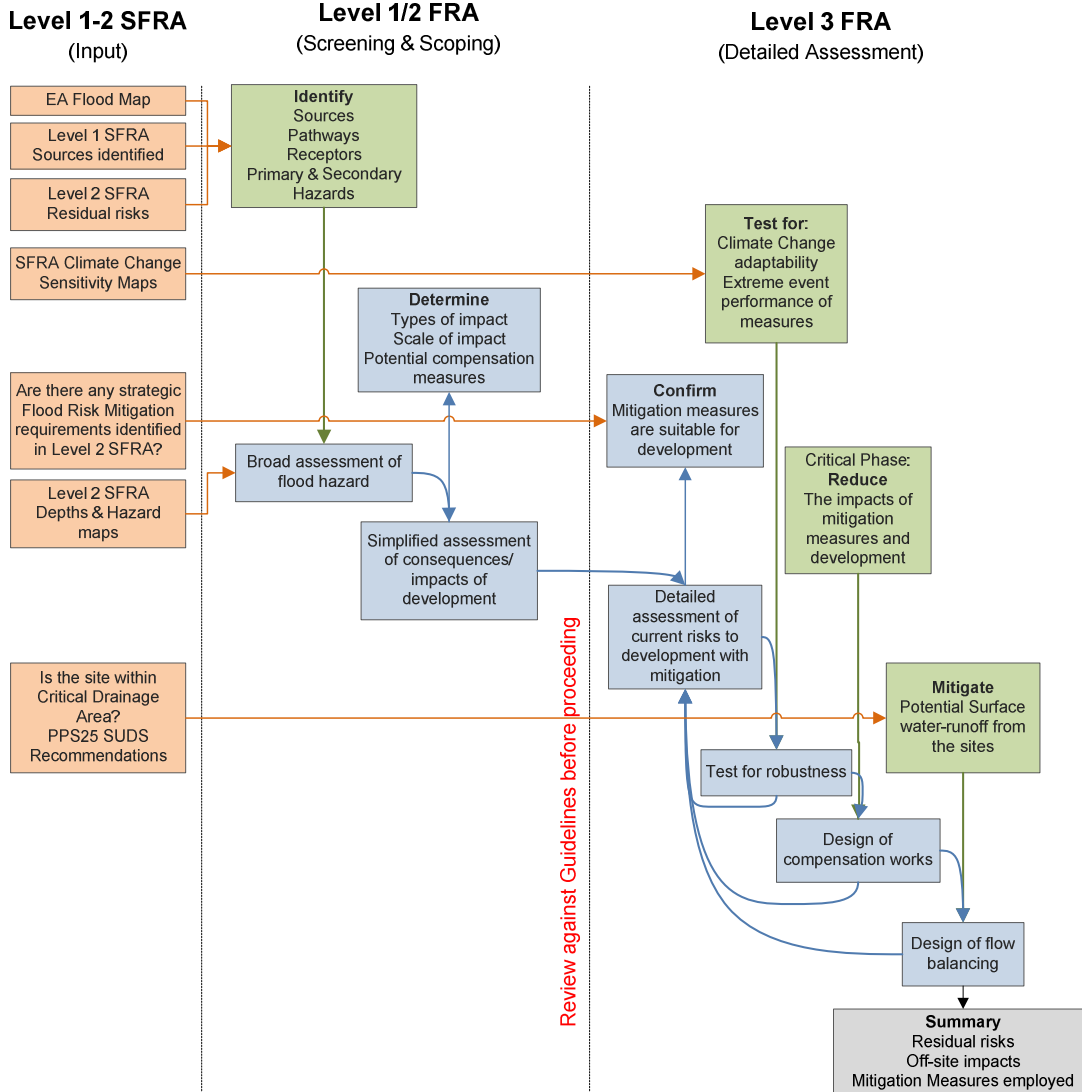 Level 1-2 SFRA
(Input)
Level 1/2 FRA
(Screening & Scoping)
Level 3 FRA
(Detailed Assessment)
EA Flood Map
Level 1 SFRA
Sources identified
Level 2 SFRA
Residual risks
SFRA Climate Change
Sensitivity Maps
Are there any strategic
Flood Risk Mitigation
requirements identified
in Level 2 SFRA?
Level 2 SFRA
Depths & Hazard
maps
Is the site within
Critical Drainage
Area?
PPS25 SUDS
Recommendations
Identify
Sources
Pathways
Receptors
Primary & Secondary
Hazards
Determine
Types of impact
Scale of impact
Potential compensation
measures
Broad assessment of
flood hazard
Simplified assessment
of consequences/
impacts of
development
Review against Guidelines before proceeding
Test for:
Climate Change
adaptability
Extreme event
performance of
measures
Confirm
Mitigation measures
are suitable for
development
Critical Phase:
Reduce
The impacts of
mitigation
measures and
development
Detailed
assessment of
current risks to
development with
mitigation
Mitigate
Potential Surface
water-runoff from
the sites
Test for robustness
Design of
compensation works
Design of flow
balancing
Summary
Residual risks
Off-site impacts
Mitigation Measures employed